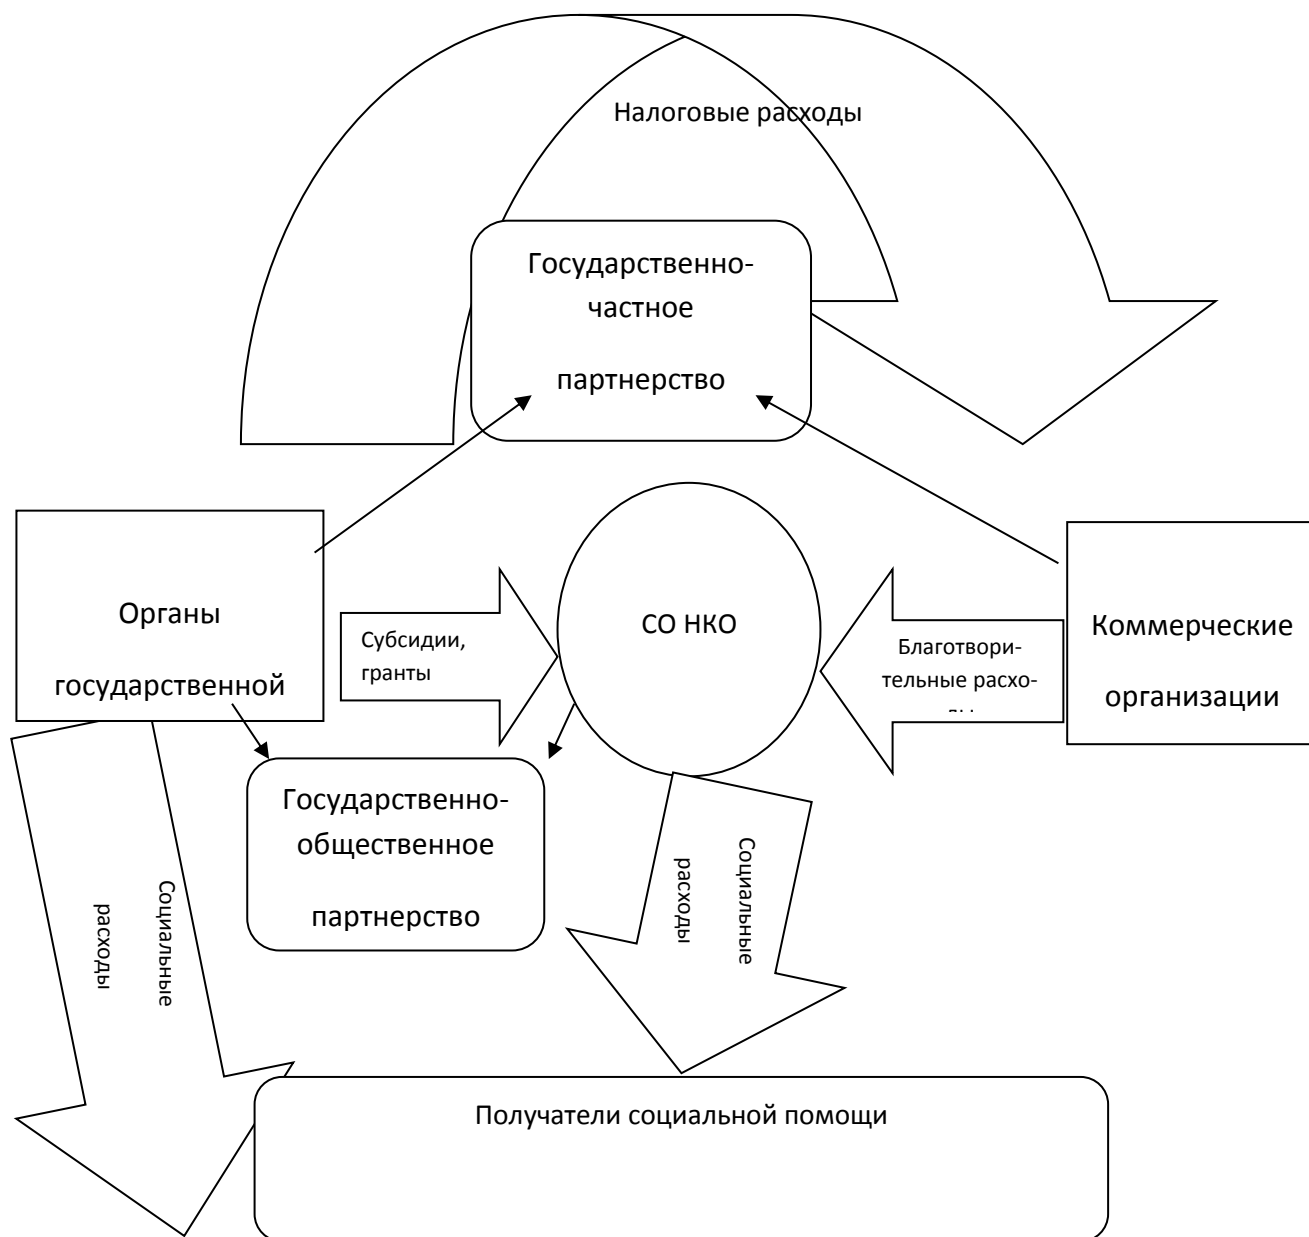 Налоговые расходы
Государственно-
частное
партнерство
Органы
государственной
Субсидии,
гранты
СО НКО
Благотвори-
тельные расхо-
Коммерческие
организации
Государственно-
общественное
партнерство
Социальные
расходы
Социальные
расходы
Получатели социальной помощи